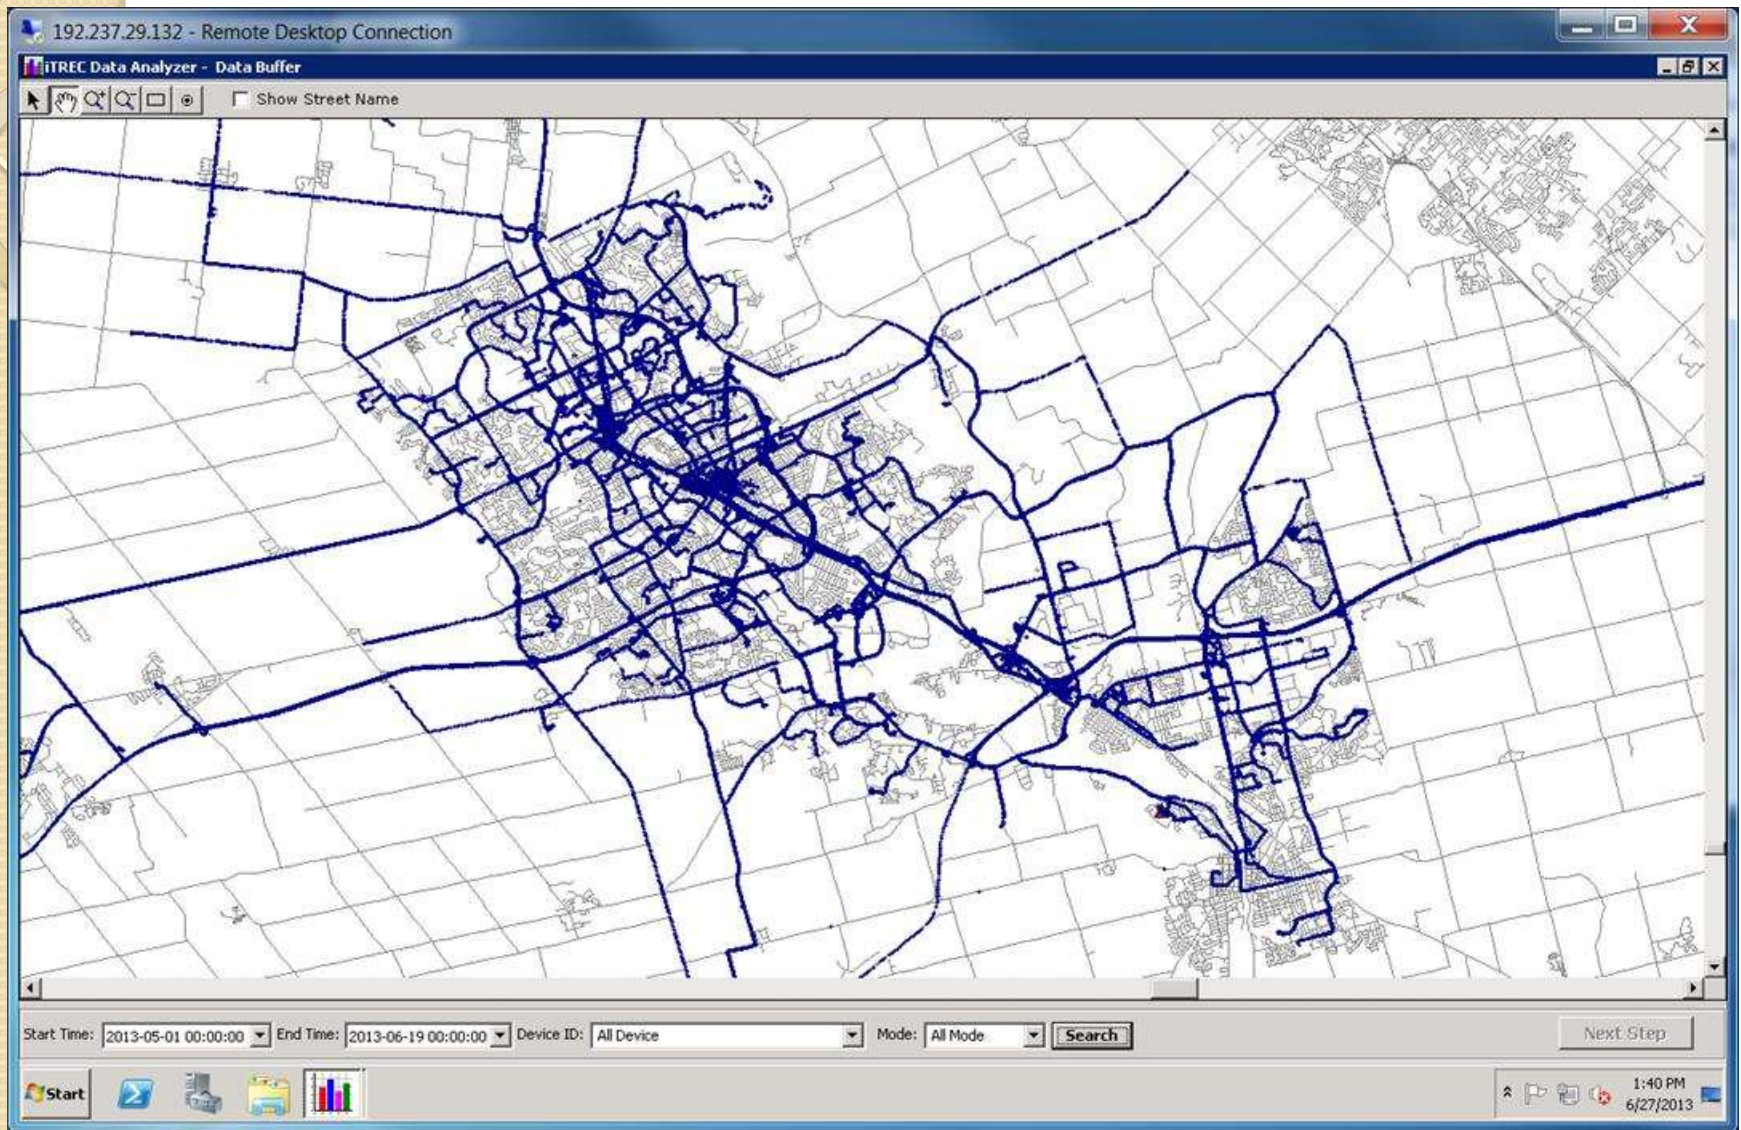 192.237.29.132 - Remote Desktop Connection
iTREC Data Analyzer - Data Buffer
Show Street Name
Start Time: 2013-05-01 00:00:00 End Time: 2013-06-19 00:00:00 Device ID: All Device Mode: All Mode Search Next Step
Start
1:40 PM
6/27/2013